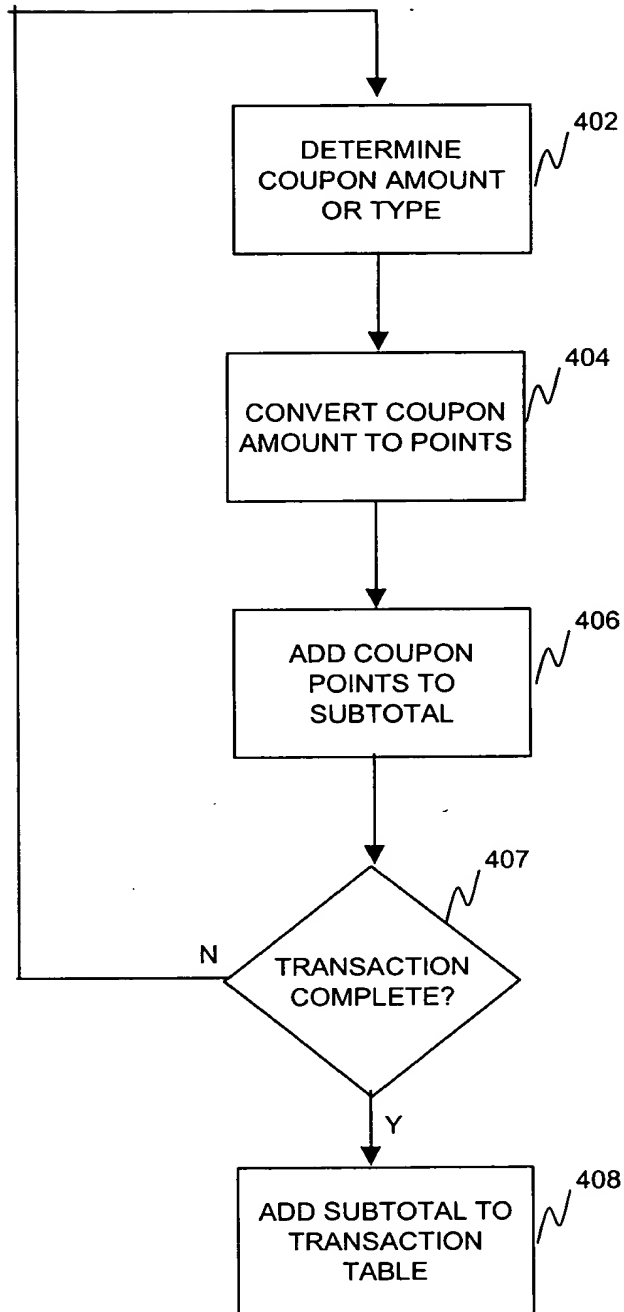 402
DETERMINE
COUPON AMOUNT
OR TYPE
404
CONVERT COUPON
AMOUNT TO POINTS
406
ADD COUPON
POINTS TO
SUBTOTAL
407
N
TRANSACTION
COMPLETE?
Y
408
ADD SUBTOTAL TO
TRANSACTION
TABLE